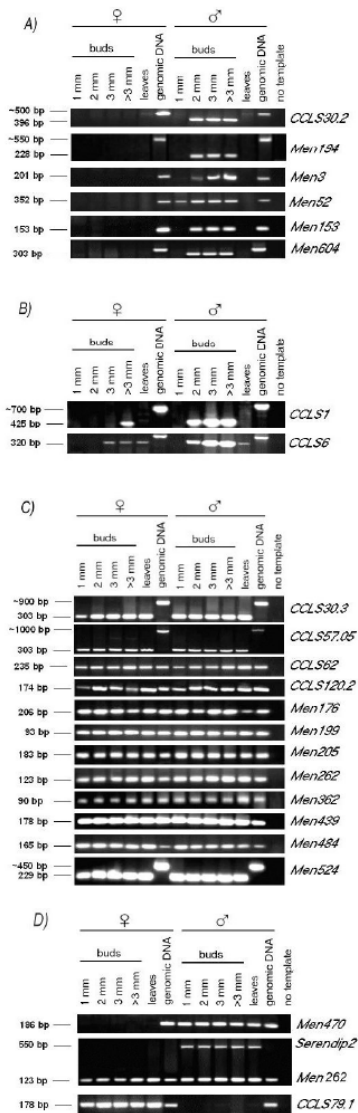 A)
♀ ♂
buds buds
1 mm 2 mm 3 mm >3 mm leaves genomic DNA 1 mm 2 mm 3 mm >3 mm leaves genomic DNA no template
~500 bp
396 bp
CCLS30.2
~550 bp
228 bp
Men194
201 bp Men3
352 bp Men52
153 bp Men153
303 bp Men604
B)
♀ ♂
buds buds
1 mm 2 mm 3 mm >3 mm leaves genomic DNA 1 mm 2 mm 3 mm >3 mm leaves genomic DNA no template
~700 bp
425 bp
CCLS1
320 bp CCLS6
C)
♀ ♂
buds buds
1 mm 2 mm 3 mm >3 mm leaves genomic DNA 1 mm 2 mm 3 mm >3 mm leaves genomic DNA no template
~900 bp
303 bp
CCLS30.3
~1000 bp
303 bp
CCLS57.05
235 bp CCLS62
174 bp CCLS120.2
206 bp Men176
93 bp Men199
183 bp Men205
123 bp Men262
90 bp Men362
178 bp Men439
165 bp Men484
~450 bp
229 bp
Men524
D)
♀ ♂
buds buds
1 mm 2 mm 3 mm >3 mm leaves genomic DNA 1 mm 2 mm 3 mm >3 mm leaves genomic DNA no template
186 bp Men470
550 bp Serendip2
123 bp Men262
178 bp CCLS79.1